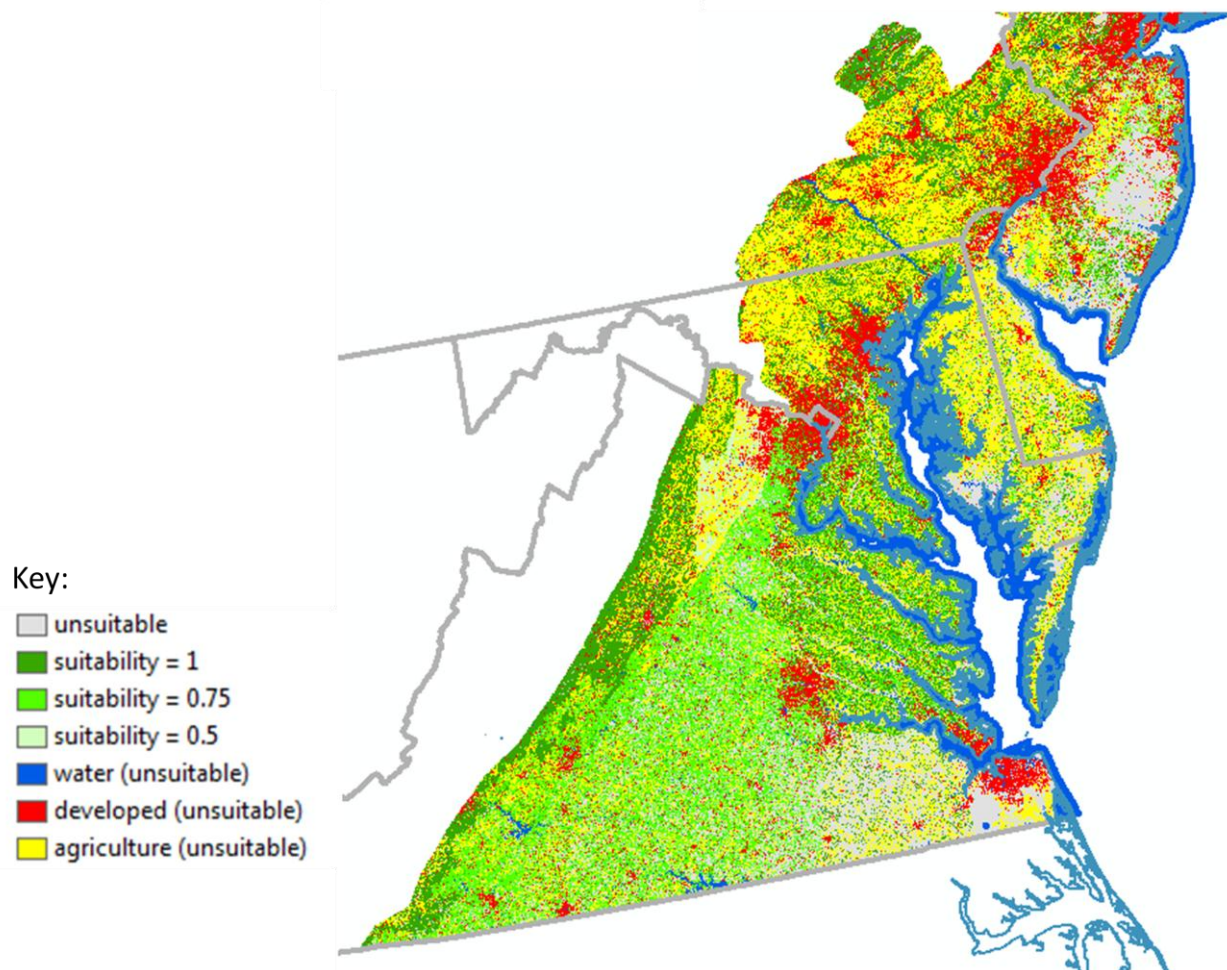 Key:
unsuitable
suitability = 1
suitability = 0.75
suitability = 0.5
water (unsuitable)
developed (unsuitable)
agriculture (unsuitable)